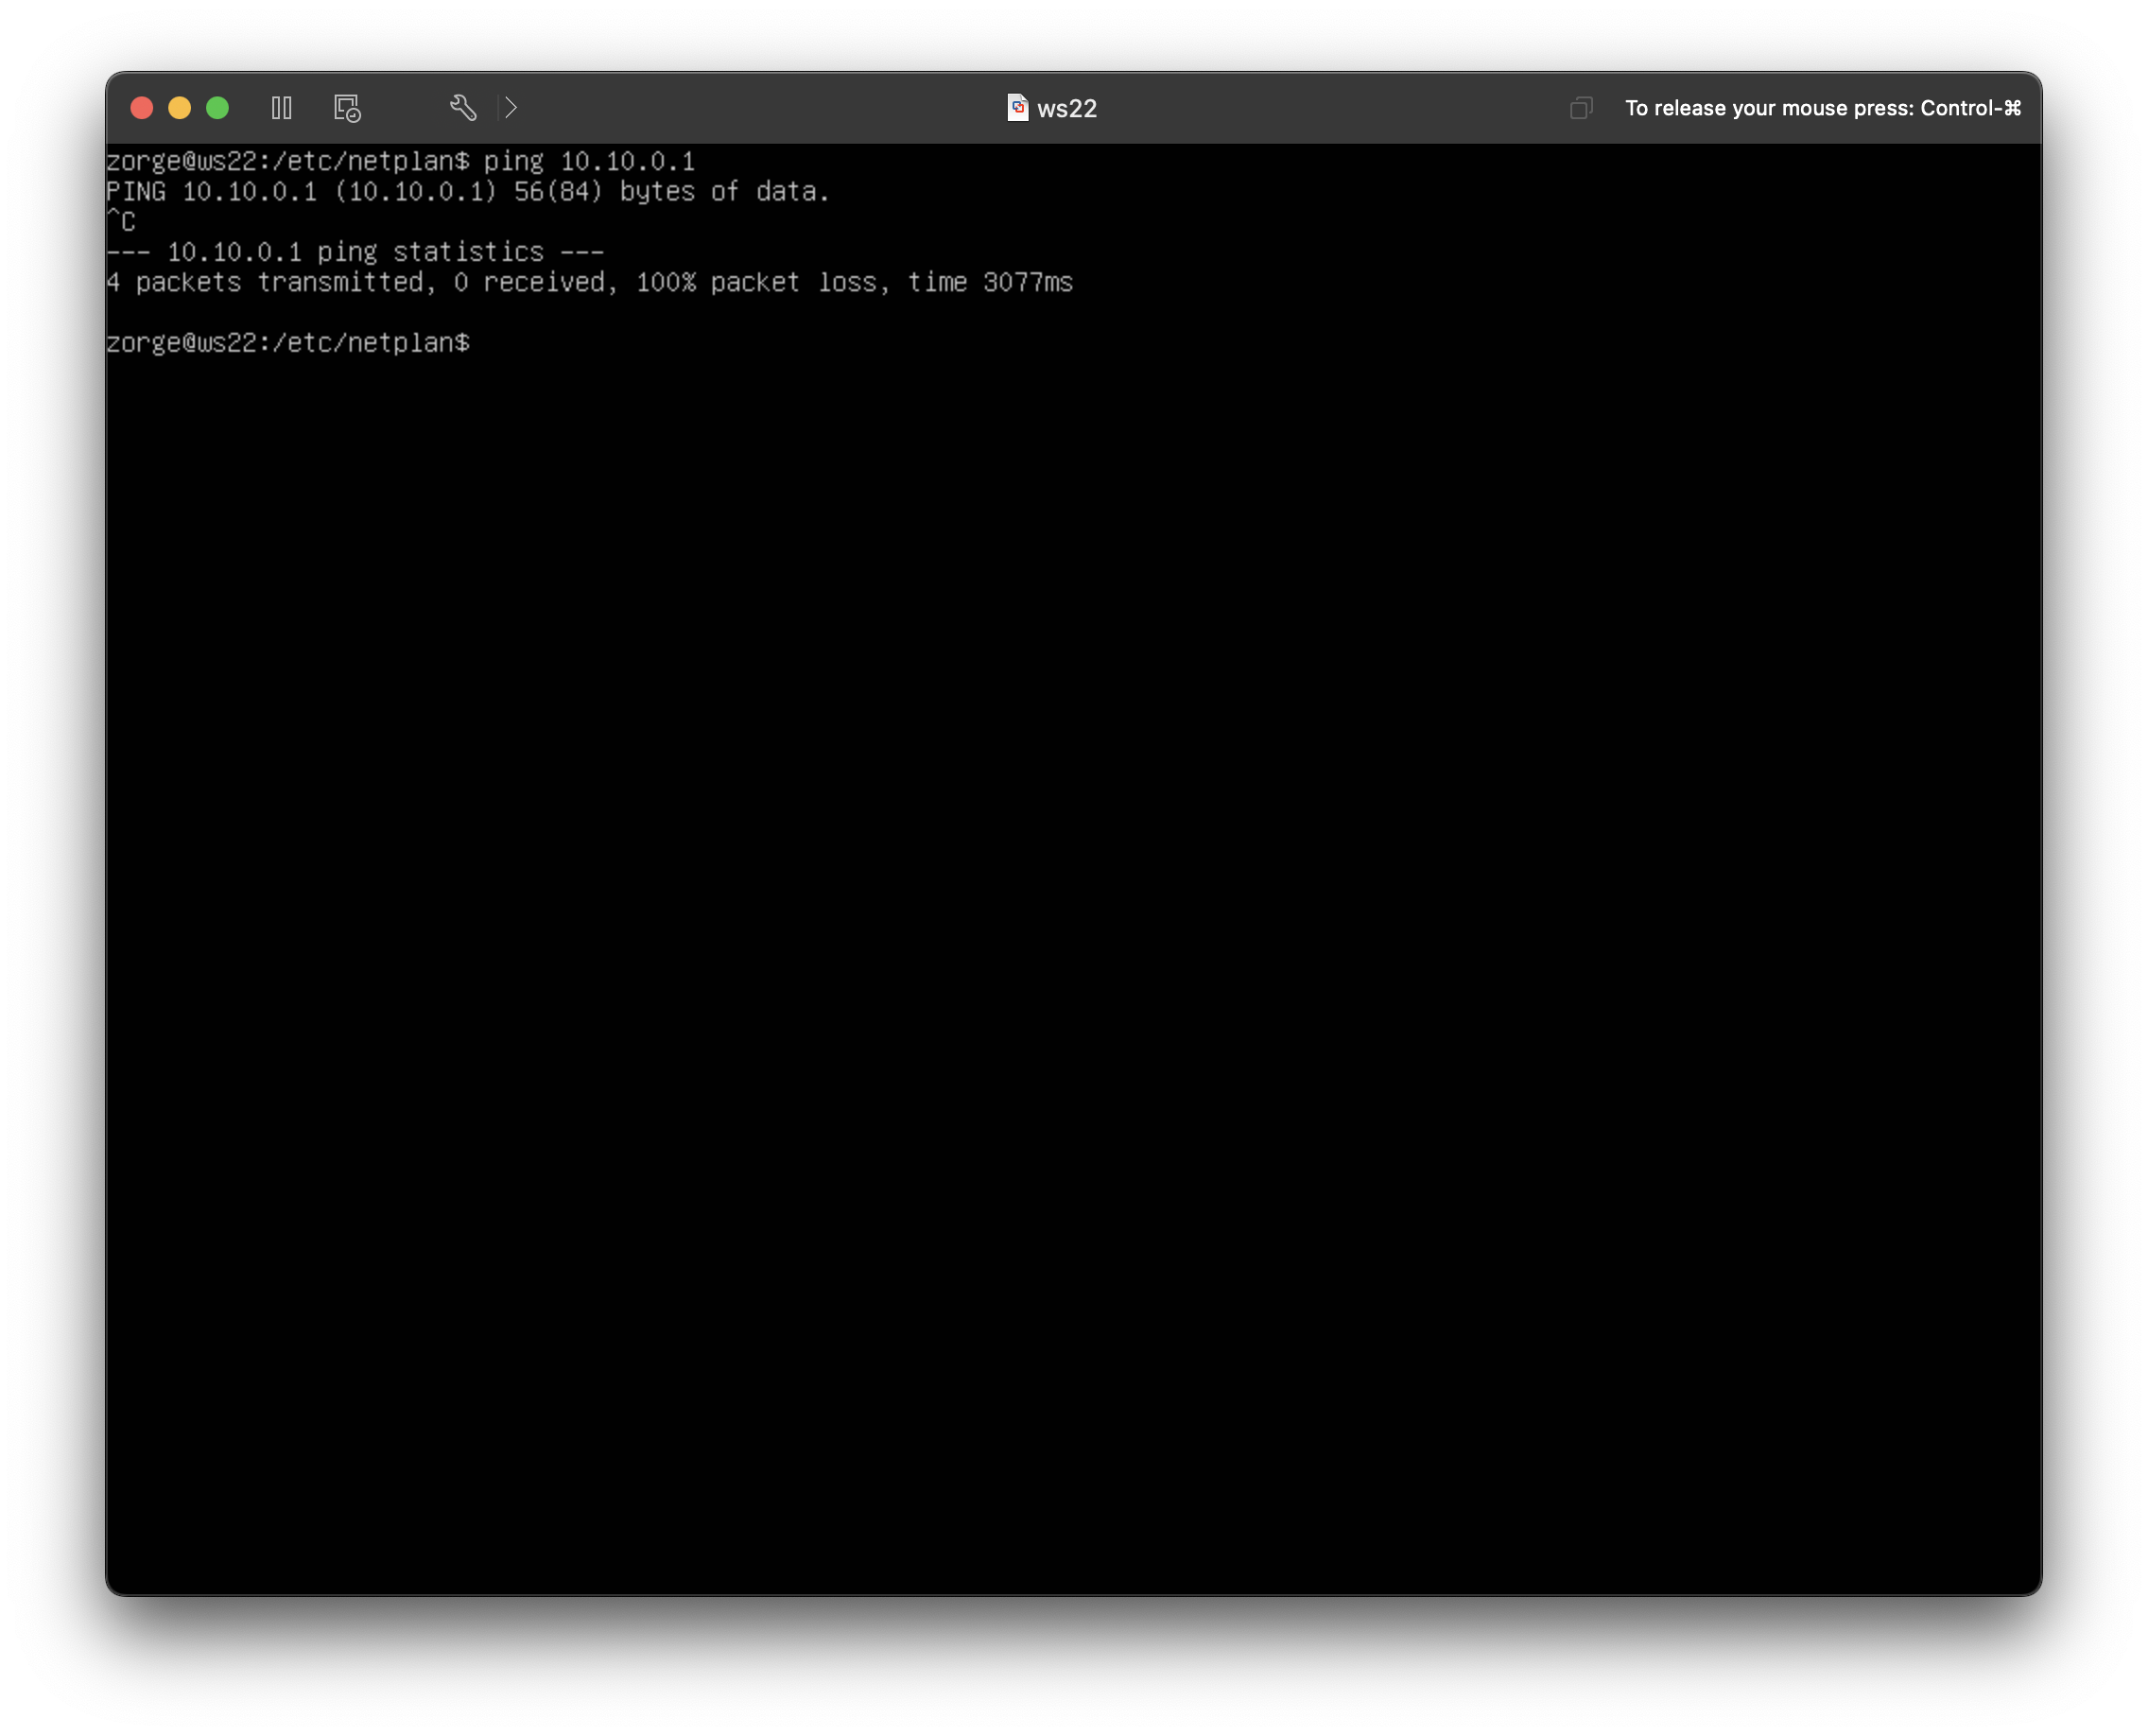 ws22
To release your mouse press: Control-⌘
zorge@ws22:/etc/netplan$ ping 10.10.0.1
PING 10.10.0.1 (10.10.0.1) 56(84) bytes of data.
^C
--- 10.10.0.1 ping statistics ---
4 packets transmitted, 0 received, 100% packet loss, time 3077ms
zorge@ws22:/etc/netplan$